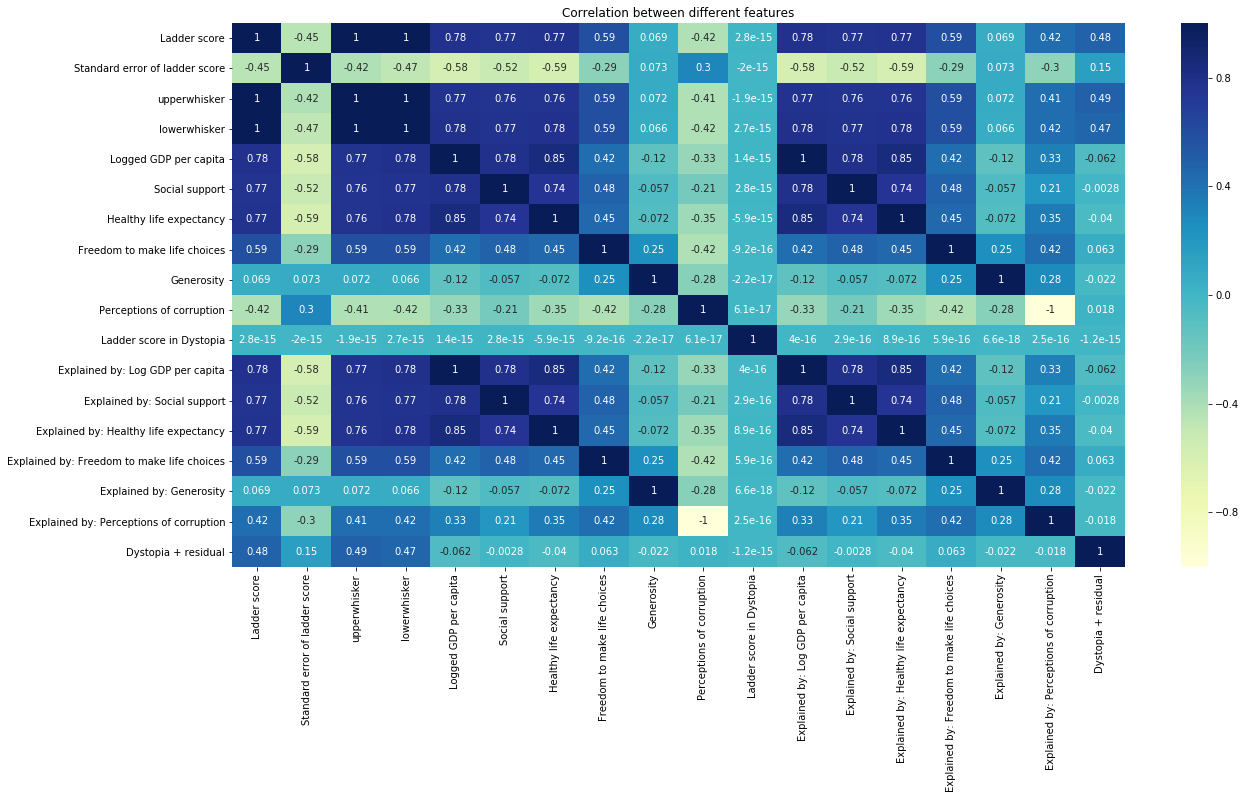 Correlation between different features
Ladder score 1 -0.45 1 1 0.78 0.77 0.77 0.59 0.069 -0.42 2.8e-15 0.78 0.77 0.77 0.59 0.069 0.42 0.48
Standard error of ladder score -0.45 1 -0.42 -0.47 -0.58 -0.52 -0.59 -0.29 0.073 0.3 -2e-15 -0.58 -0.52 -0.59 -0.29 0.073 -0.3 0.15
0.8
upperwhisker 1 -0.42 1 1 0.77 0.76 0.76 0.59 0.072 -0.41 -1.9e-15 0.77 0.76 0.76 0.59 0.072 0.41 0.49
lowerwhisker 1 -0.47 1 1 0.78 0.77 0.78 0.59 0.066 -0.42 2.7e-15 0.78 0.77 0.78 0.59 0.066 0.42 0.47
Logged GDP per capita 0.78 -0.58 0.77 0.78 1 0.78 0.85 0.42 -0.12 -0.33 1.4e-15 1 0.78 0.85 0.42 -0.12 0.33 -0.062
Social support 0.77 -0.52 0.76 0.77 0.78 1 0.74 0.48 -0.057 -0.21 2.8e-15 0.78 1 0.74 0.48 -0.057 0.21 -0.0028
0.4
Healthy life expectancy 0.77 -0.59 0.76 0.78 0.85 0.74 1 0.45 -0.072 -0.35 -5.9e-15 0.85 0.74 1 0.45 -0.072 0.35 -0.04
Freedom to make life choices 0.59 -0.29 0.59 0.59 0.42 0.48 0.45 1 0.25 -0.42 -9.2e-16 0.42 0.48 0.45 1 0.25 0.42 0.063
Generosity 0.069 0.073 0.072 0.066 -0.12 -0.057 -0.072 0.25 1 -0.28 -2.2e-17 -0.12 -0.057 -0.072 0.25 1 0.28 -0.022
0.0
Perceptions of corruption -0.42 0.3 -0.41 -0.42 -0.33 -0.21 -0.35 -0.42 -0.28 1 6.1e-17 -0.33 -0.21 -0.35 -0.42 -0.28 -1 0.018
Ladder score in Dystopia 2.8e-15 -2e-15 -1.9e-15 2.7e-15 1.4e-15 2.8e-15 -5.9e-15 -9.2e-16 -2.2e-17 6.1e-17 1 4e-16 2.9e-16 8.9e-16 5.9e-16 6.6e-18 2.5e-16 -1.2e-15
Explained by: Log GDP per capita 0.78 -0.58 0.77 0.78 1 0.78 0.85 0.42 -0.12 -0.33 4e-16 1 0.78 0.85 0.42 -0.12 0.33 -0.062
Explained by: Social support 0.77 -0.52 0.76 0.77 0.78 1 0.74 0.48 -0.057 -0.21 2.9e-16 0.78 1 0.74 0.48 -0.057 0.21 -0.0028
−0.4
Explained by: Healthy life expectancy 0.77 -0.59 0.76 0.78 0.85 0.74 1 0.45 -0.072 -0.35 8.9e-16 0.85 0.74 1 0.45 -0.072 0.35 -0.04
Explained by: Freedom to make life choices 0.59 -0.29 0.59 0.59 0.42 0.48 0.45 1 0.25 -0.42 5.9e-16 0.42 0.48 0.45 1 0.25 0.42 0.063
Explained by: Generosity 0.069 0.073 0.072 0.066 -0.12 -0.057 -0.072 0.25 1 -0.28 6.6e-18 -0.12 -0.057 -0.072 0.25 1 0.28 -0.022
−0.8
Explained by: Perceptions of corruption 0.42 -0.3 0.41 0.42 0.33 0.21 0.35 0.42 0.28 -1 2.5e-16 0.33 0.21 0.35 0.42 0.28 1 -0.018
Dystopia + residual 0.48 0.15 0.49 0.47 -0.062 -0.0028 -0.04 0.063 -0.022 0.018 -1.2e-15 -0.062 -0.0028 -0.04 0.063 -0.022 -0.018 1
Ladder score
Standard error of ladder score
upperwhisker
lowerwhisker
Logged GDP per capita
Social support
Healthy life expectancy
Freedom to make life choices
Generosity
Perceptions of corruption
Ladder score in Dystopia
Explained by: Log GDP per capita
Explained by: Social support
Explained by: Healthy life expectancy
Explained by: Freedom to make life choices
Explained by: Generosity
Explained by: Perceptions of corruption
Dystopia + residual